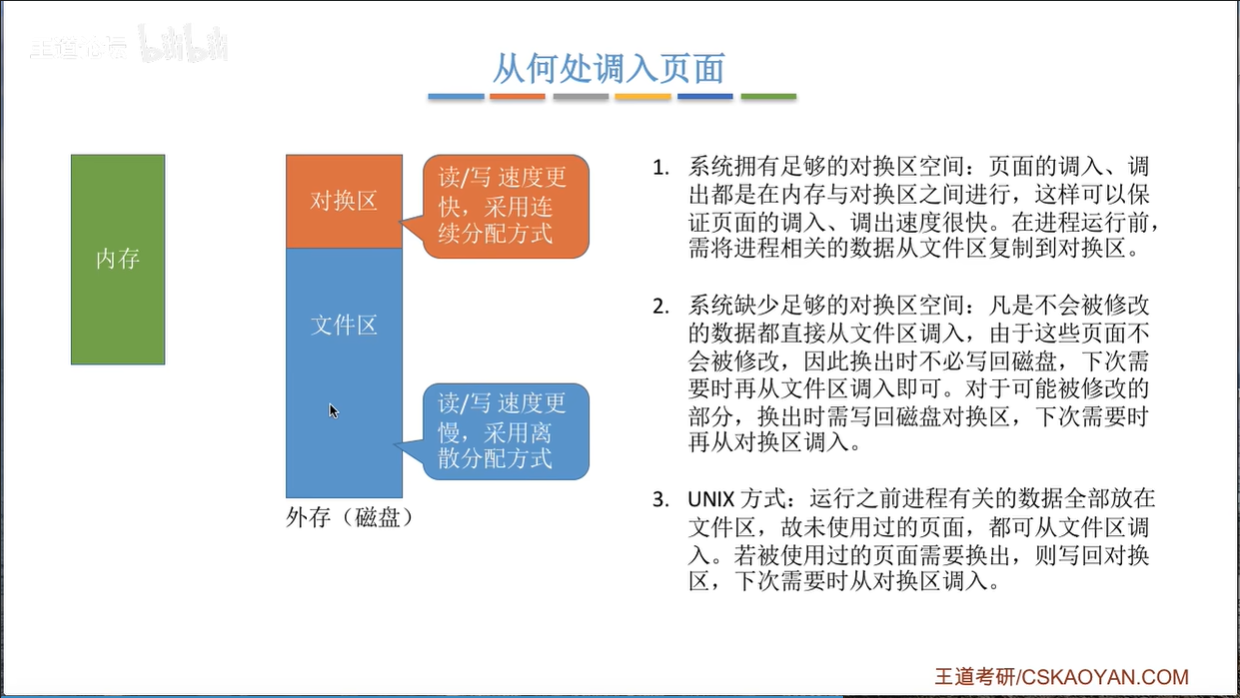 王道论坛 bilibili
从何处调入页面
内存
对换区
文件区
外存（磁盘）
读/写 速度更
快，采用连
续分配方式
读/写 速度更
慢，采用离
散分配方式
1. 系统拥有足够的对换区空间：页面的调入、调
出都是在内存与对换区之间进行，这样可以保
证页面的调入、调出速度很快。在进程运行前，
需将进程相关的数据从文件区复制到对换区。
2. 系统缺少足够的对换区空间：凡是不会被修改
的数据都直接从文件区调入，由于这些页面不
会被修改，因此换出时不必写回磁盘，下次需
要时再从文件区调入即可。对于可能被修改的
部分，换出时需写回磁盘对换区，下次需要时
再从对换区调入。
3. UNIX 方式：运行之前进程有关的数据全部放在
文件区，故未使用过的页面，都可从文件区调
入。若被使用过的页面需要换出，则写回对换
区，下次需要时从对换区调入。
王道考研/CSKAOYAN.COM